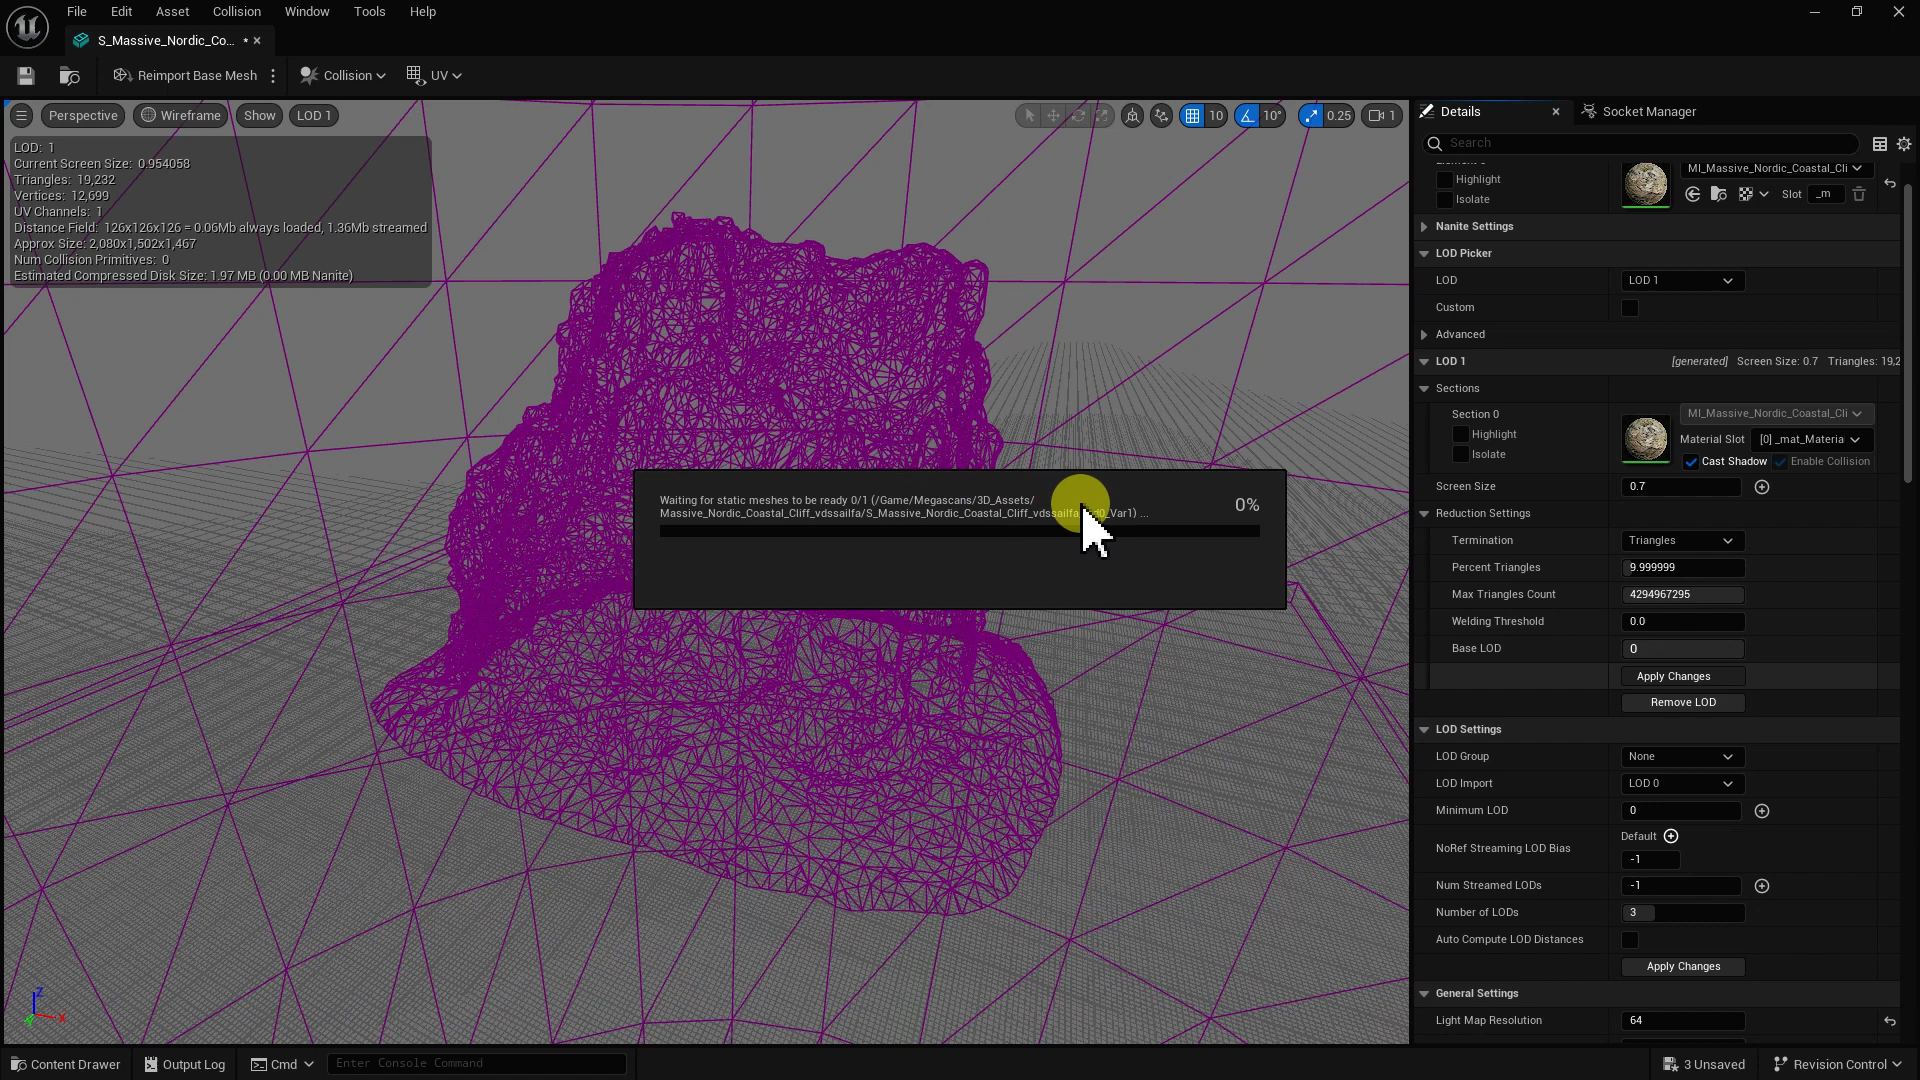 File Edit Asset Collision Window Tools Help
S_Massive_Nordic_Co... •
Reimport Base Mesh Collision UV
Perspective Wireframe Show LOD 1 10 10° 0.25 1
LOD: 1
Current Screen Size: 0.954058
Triangles: 19,232
Vertices: 12,699
UV Channels: 1
Distance Field: 126x126x126 = 0.06Mb always loaded, 1.36Mb streamed
Approx Size: 2,080x1,502x1,467
Num Collision Primitives: 0
Estimated Compressed Disk Size: 1.97 MB (0.00 MB Nanite)
Waiting for static meshes to be ready 0/1 (/Game/Megascans/3D_Assets/
Massive_Nordic_Coastal_Cliff_vdssailfa/S_Massive_Nordic_Coastal_Cliff_vdssailfa d0_Var1) ...
0%
Z
X
Details Socket Manager
Search
MI_Massive_Nordic_Coastal_Cli
Highlight
Isolate
Slot _m
Nanite Settings
LOD Picker
LOD LOD 1
Custom
Advanced
LOD 1 [generated] Screen Size: 0.7 Triangles: 19,2
Sections
Section 0 MI_Massive_Nordic_Coastal_Cli
Highlight Material Slot [0] _mat_Materia
Isolate Cast Shadow Enable Collision
Screen Size 0.7
Reduction Settings
Termination Triangles
Percent Triangles 9.999999
Max Triangles Count 4294967295
Welding Threshold 0.0
Base LOD 0
Apply Changes
Remove LOD
LOD Settings
LOD Group None
LOD Import LOD 0
Minimum LOD 0
Default
NoRef Streaming LOD Bias
-1
Num Streamed LODs -1
Number of LODs 3
Auto Compute LOD Distances
Apply Changes
General Settings
Light Map Resolution 64
Content Drawer Output Log Cmd Enter Console Command 3 Unsaved Revision Control